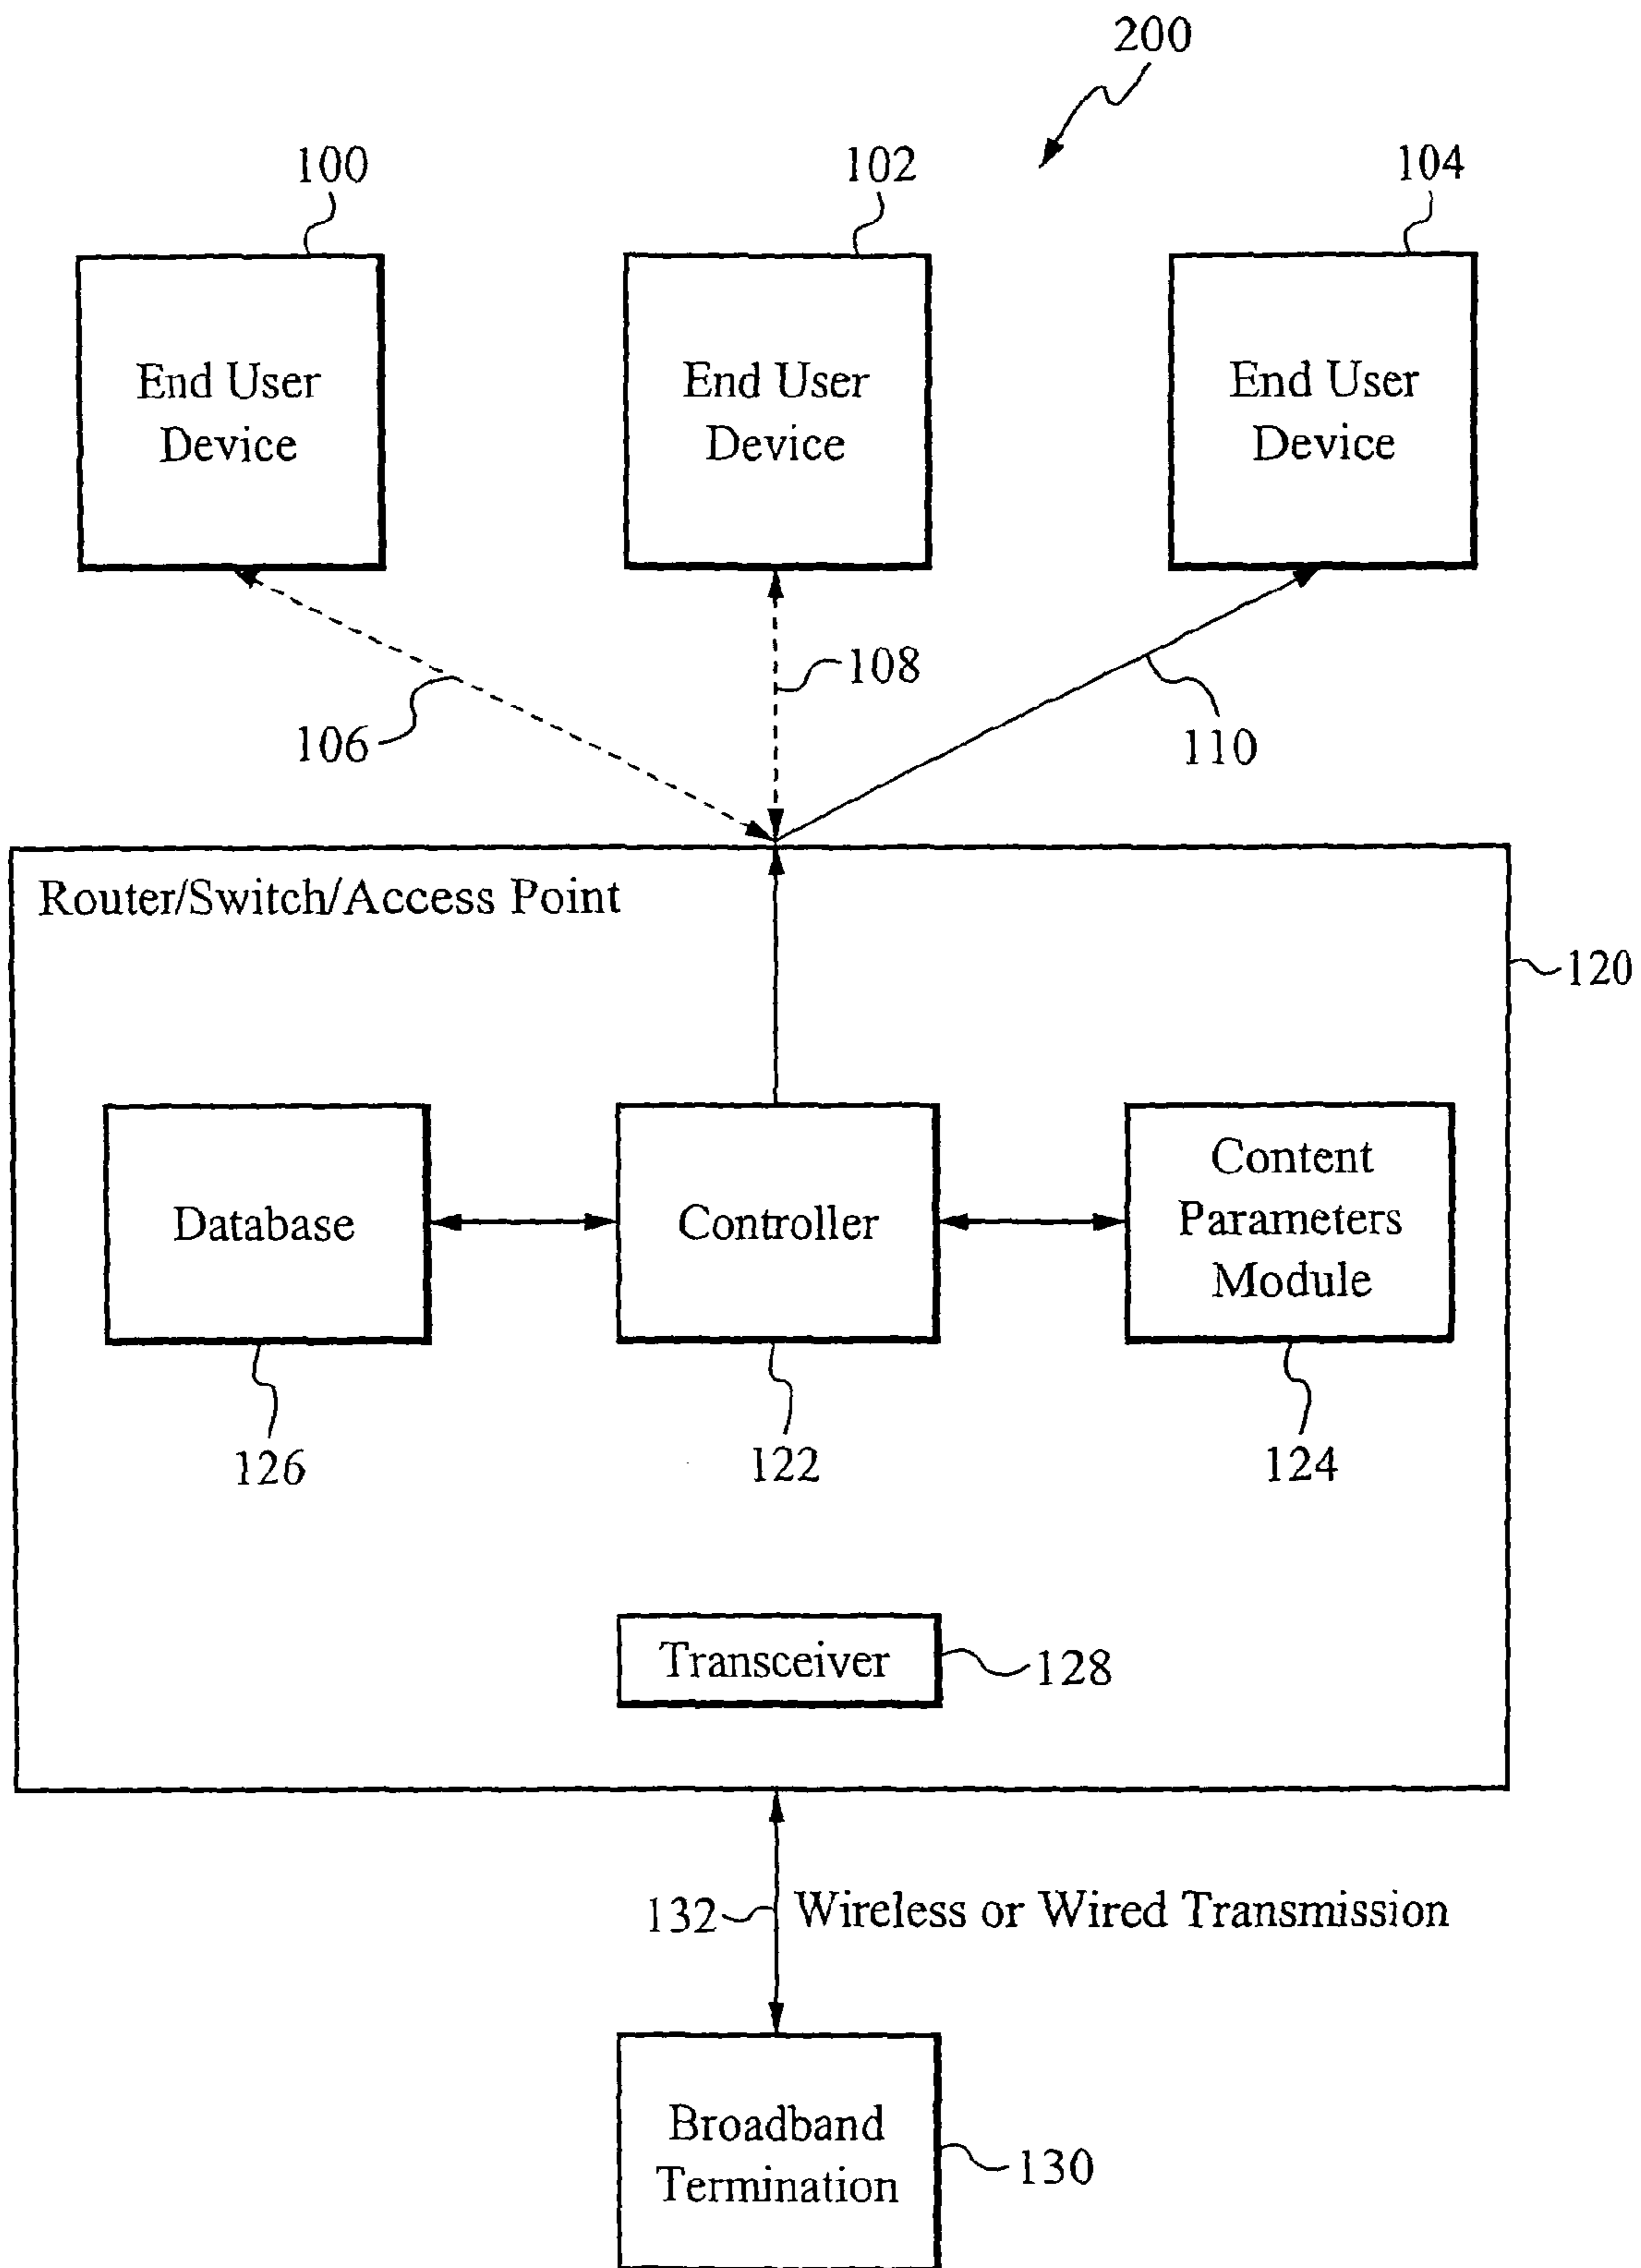 200
100
102
104
End User
Device
End User
Device
End User
Device
106
108
110
Router/Switch/Access Point
120
Database
Controller
Content
Parameters
Module
126
122
124
Transceiver
128
132
Wireless or Wired Transmission
Broadband
Termination
130